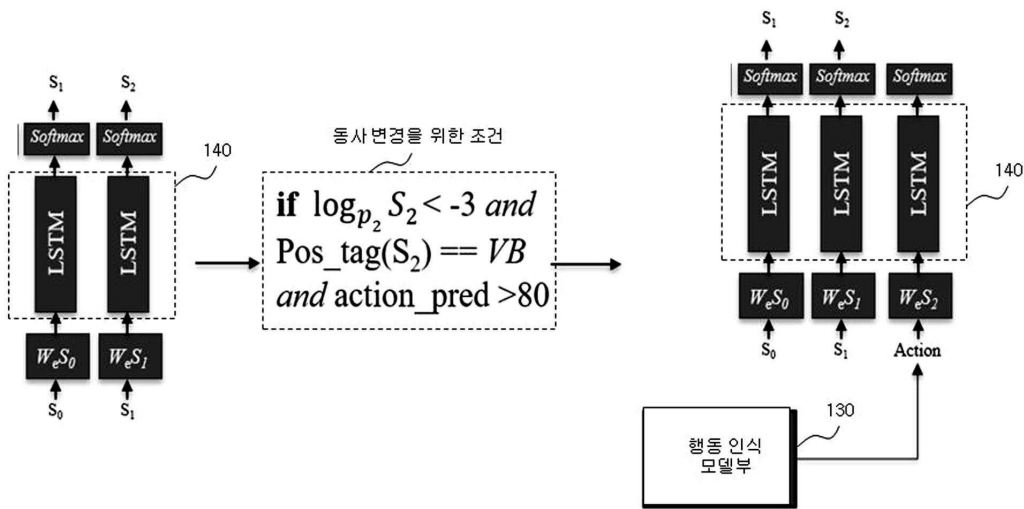 S₁ S₂
Softmax Softmax
140
LSTM LSTM
WₑS₀ WₑS₁
S₀ S₁
동사 변경을 위한 조건
if log_{p₂} S₂ < -3 and
Pos_tag(S₂) == VB
and action_pred >80
S₁ S₂
Softmax Softmax Softmax
140
LSTM LSTM LSTM
WₑS₀ WₑS₁ WₑS₂
S₀ S₁ Action
130
행동 인식
모델부